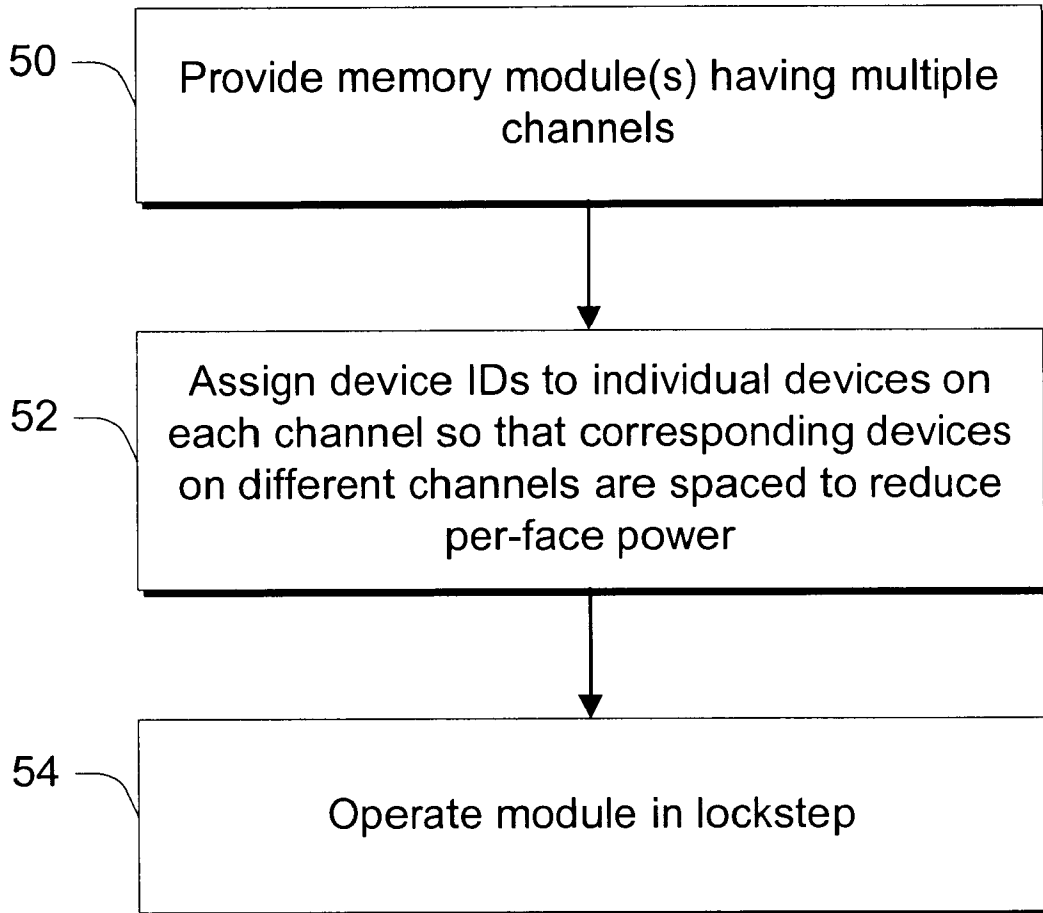 50
Provide memory module(s) having multiple
channels
52
Assign device IDs to individual devices on
each channel so that corresponding devices
on different channels are spaced to reduce
per-face power
54
Operate module in lockstep